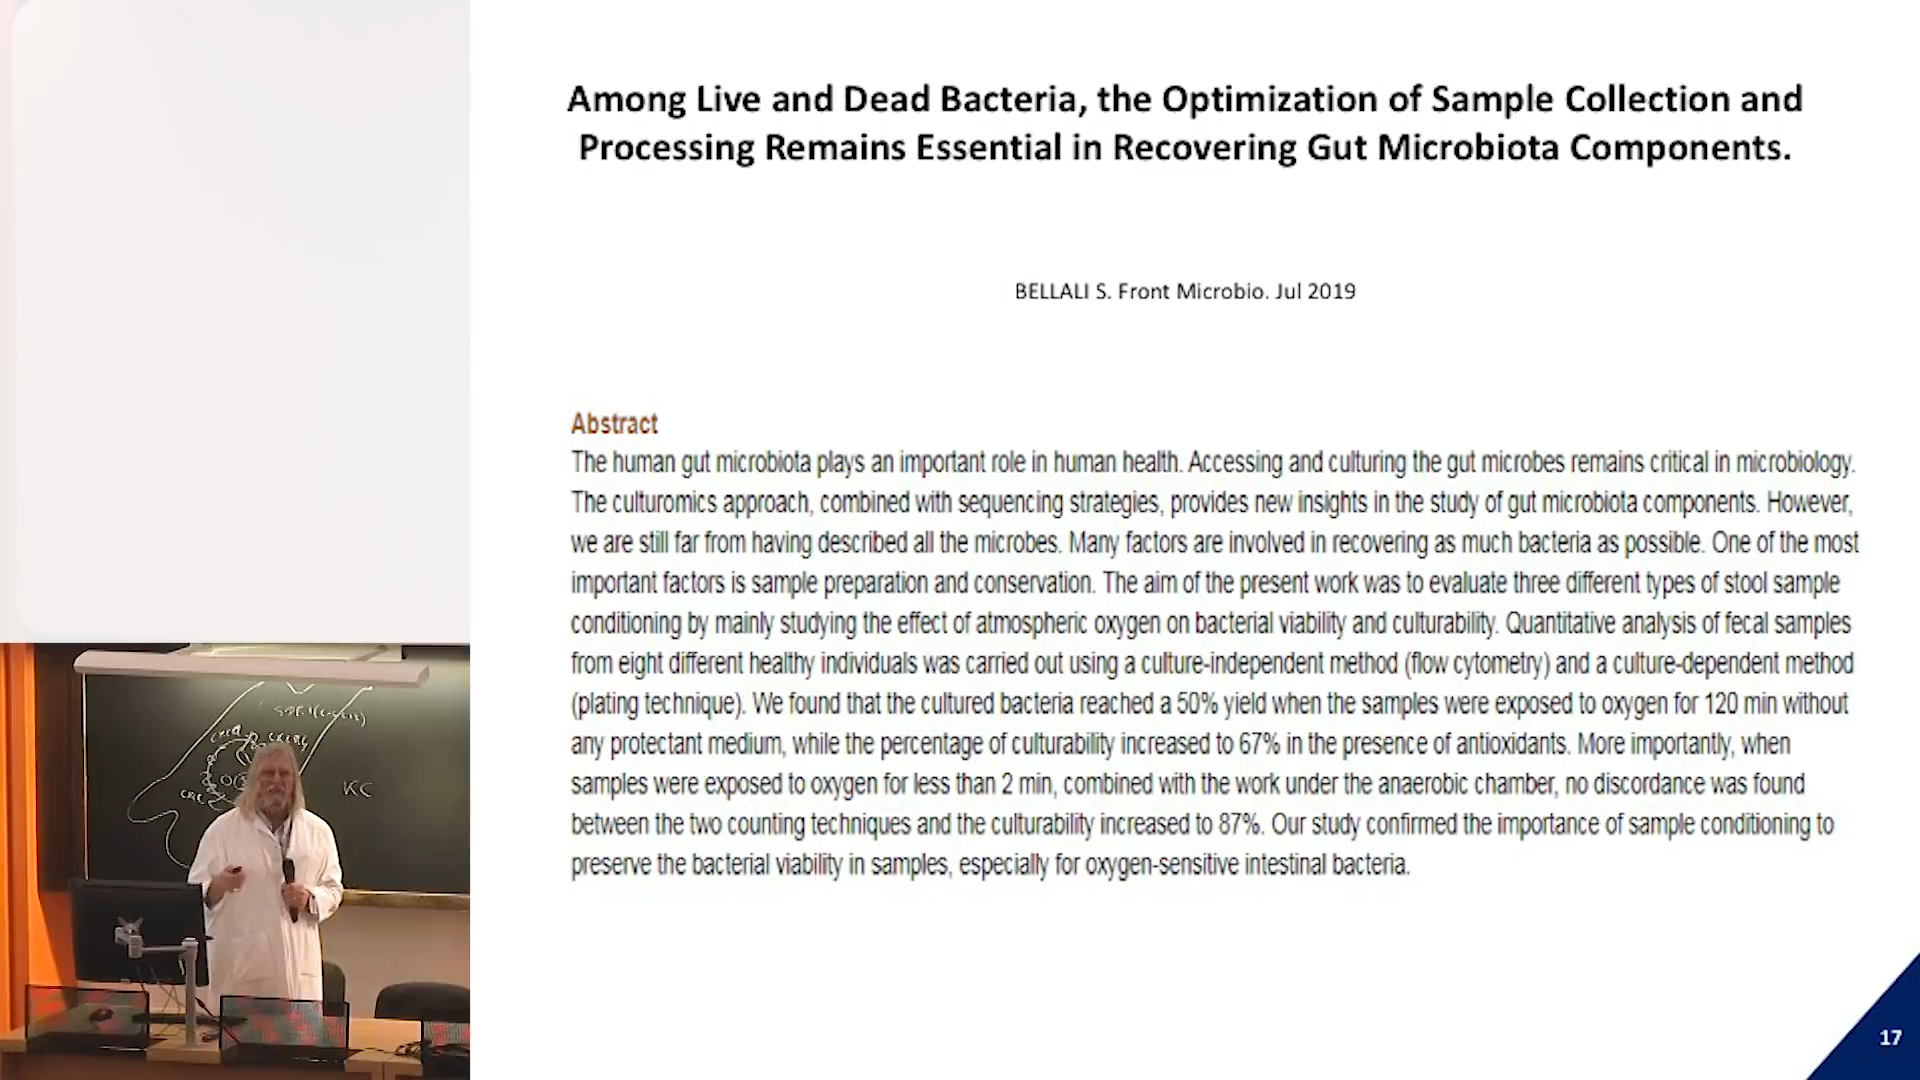 Among Live and Dead Bacteria, the Optimization of Sample Collection and
Processing Remains Essential in Recovering Gut Microbiota Components.
BELLALI S. Front Microbio. Jul 2019
Abstract
The human gut microbiota plays an important role in human health. Accessing and culturing the gut microbes remains critical in microbiology.
The culturomics approach, combined with sequencing strategies, provides new insights in the study of gut microbiota components. However,
we are still far from having described all the microbes. Many factors are involved in recovering as much bacteria as possible. One of the most
important factors is sample preparation and conservation. The aim of the present work was to evaluate three different types of stool sample
conditioning by mainly studying the effect of atmospheric oxygen on bacterial viability and culturability. Quantitative analysis of fecal samples
from eight different healthy individuals was carried out using a culture-independent method (flow cytometry) and a culture-dependent method
(plating technique). We found that the cultured bacteria reached a 50% yield when the samples were exposed to oxygen for 120 min without
any protectant medium, while the percentage of culturability increased to 67% in the presence of antioxidants. More importantly, when
samples were exposed to oxygen for less than 2 min, combined with the work under the anaerobic chamber, no discordance was found
between the two counting techniques and the culturability increased to 87%. Our study confirmed the importance of sample conditioning to
preserve the bacterial viability in samples, especially for oxygen-sensitive intestinal bacteria.
KC
17